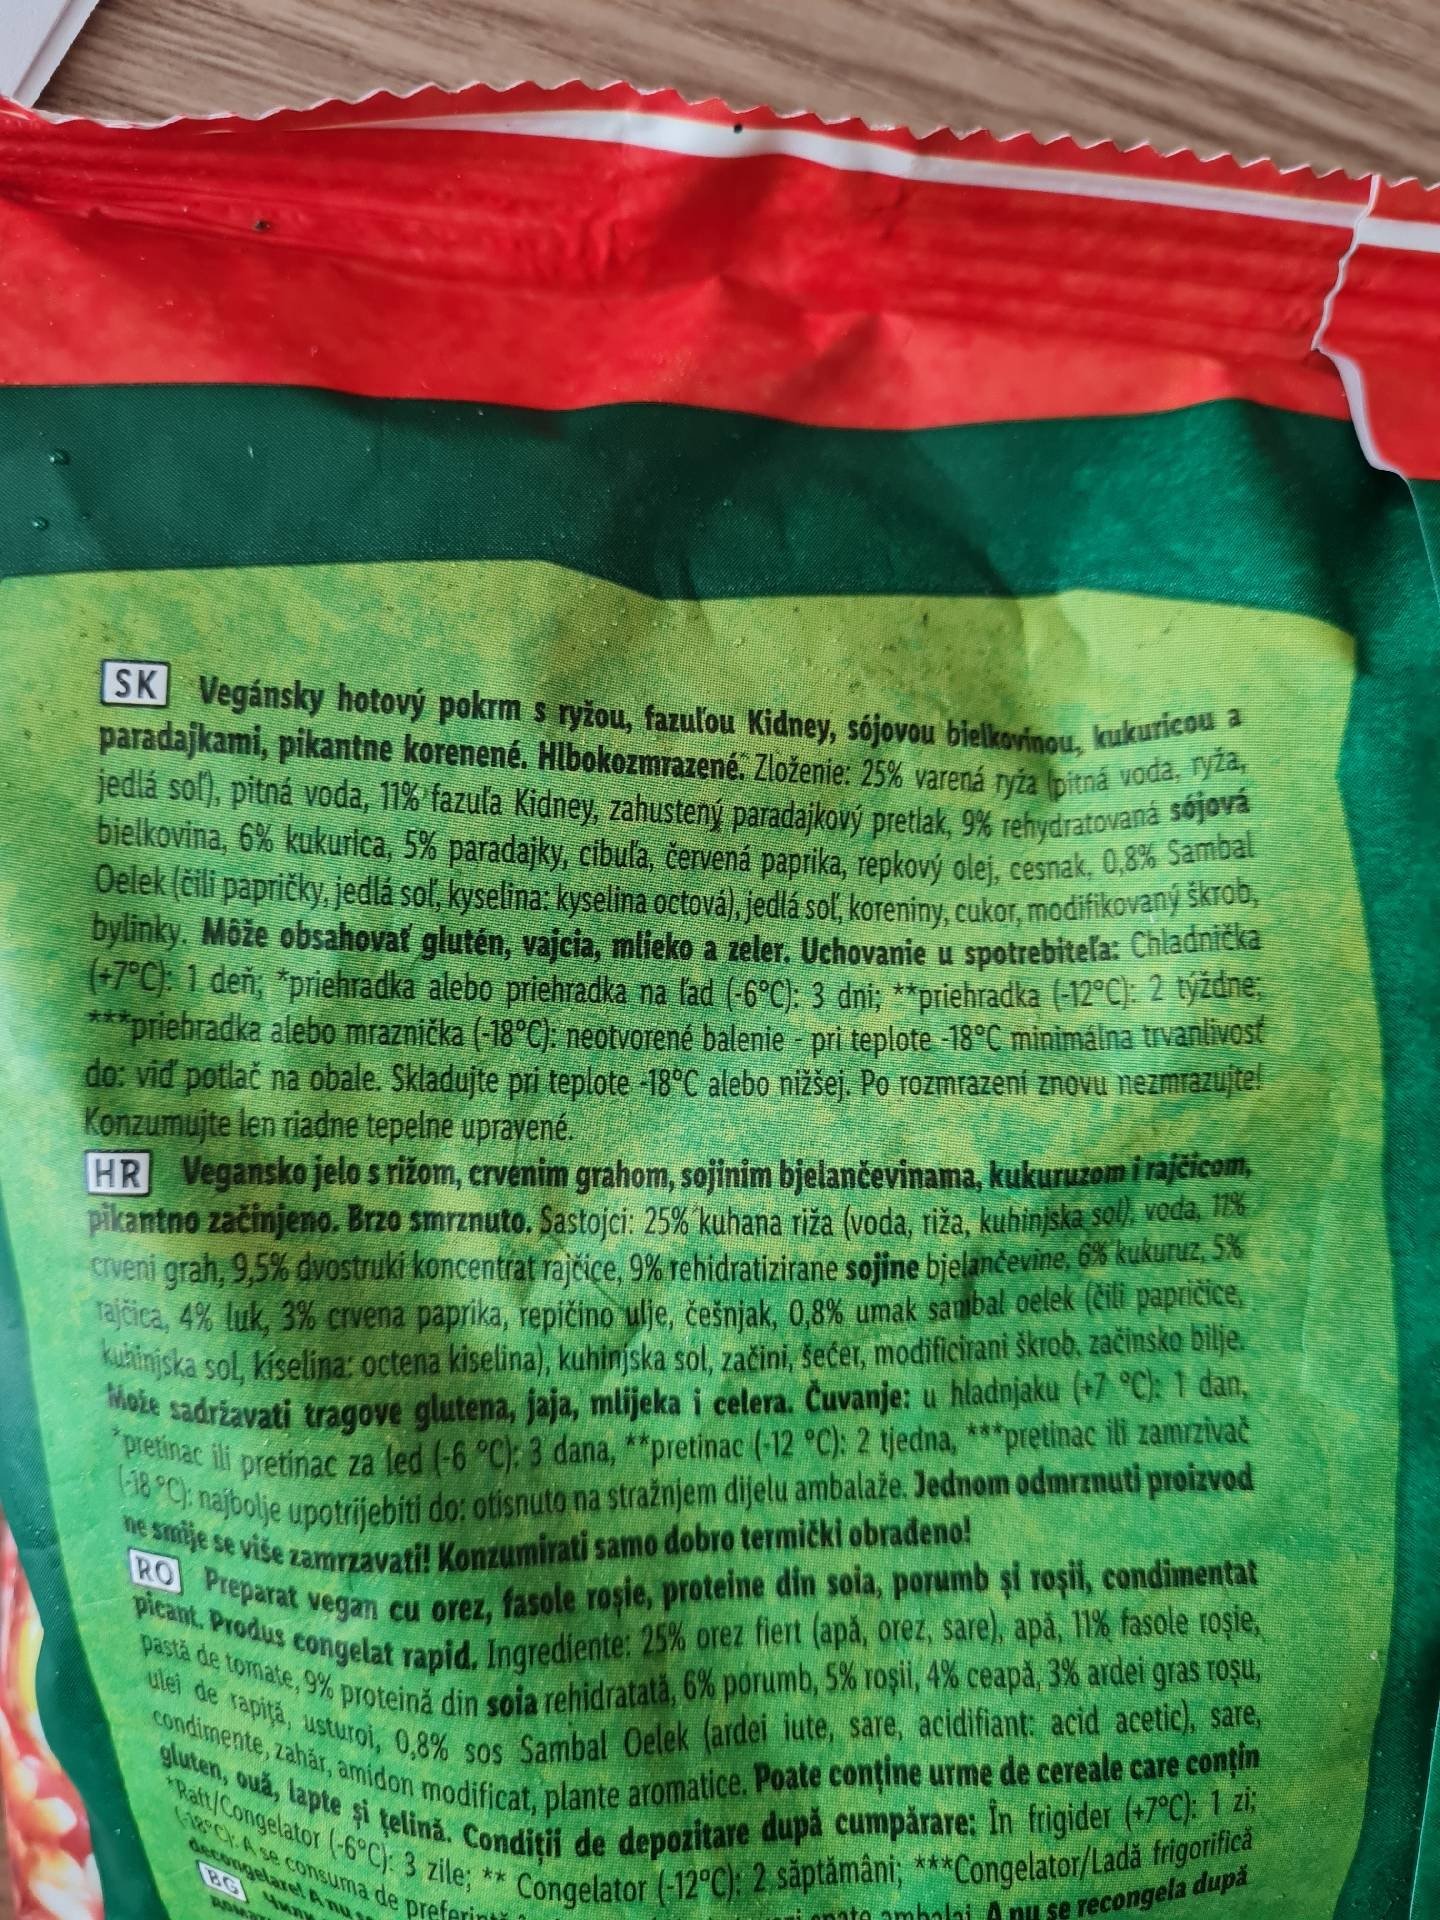 SK Vegánsky hotový pokrm s ryžou, fazuľou Kidney, sójovou bielkovinou, kukuricou a
paradajkami, pikantne korenené. Hlbokozmrazené. Zloženie: 25% varená ryža (pitná voda, ryža,
jedlá soľ), pitná voda, 11% fazuľa Kidney, zahustený paradajkový pretlak, 9% rehydratovaná sójová
bielkovina, 6% kukurica, 5% paradajky, cibuľa, červená paprika, repkový olej, cesnak, 0,8% Sambal
Oelek (čili papričky, jedlá soľ, kyselina: kyselina octová), jedlá soľ, koreniny, cukor, modifikovaný škrob,
bylinky. Môže obsahovať glutén, vajcia, mlieko a zeler. Uchovanie u spotrebiteľa: Chladnička
(+7°C): 1 deň; *priehradka alebo priehradka na ľad (-6°C): 3 dni; **priehradka (-12°C): 2 týždne;
***priehradka alebo mraznička (-18°C): neotvorené balenie - pri teplote -18°C minimálna trvanlivosť
do: viď potlač na obale. Skladujte pri teplote -18°C alebo nižšej. Po rozmrazení znovu nezmrazujte!
Konzumujte len riadne tepelne upravené.
HR Vegansko jelo s rižom, crvenim grahom, sojinim bjelančevinama, kukuruzom i rajčicom,
pikantno začinjeno. Brzo smrznuto. Sastojci: 25% kuhana riža (voda, riža, kuhinjska sol), voda, 11%
crveni grah, 9,5% dvostruki koncentrat rajčice, 9% rehidratizirane sojine bjelančevine, 6% kukuruz, 5%
rajčica, 4% luk, 3% crvena paprika, repičino ulje, češnjak, 0,8% umak sambal oelek (čili papričice,
kuhinjska sol, kiselina: octena kiselina), kuhinjska sol, začini, šećer, modificirani škrob, začinsko bilje.
Može sadržavati tragove glutena, jaja, mlijeka i celera. Čuvanje: u hladnjaku (+7 °C): 1 dan,
*pretinac ili pretinac za led (-6 °C): 3 dana, **pretinac (-12 °C): 2 tjedna, ***pretinac ili zamrzivač
(-18 °C): najbolje upotrijebiti do: otisnuto na stražnjem dijelu ambalaže. Jednom odmrznuti proizvod
ne smije se više zamrzavati! Konzumirati samo dobro termički obrađeno!
RO Preparat vegan cu orez, fasole roșie, proteine din soia, porumb și roșii, condimentat
picant. Produs congelat rapid. Ingrediente: 25% orez fiert (apă, orez, sare), apă, 11% fasole roșie,
pastă de tomate, 9% proteină din soia rehidratată, 6% porumb, 5% roșii, 4% ceapă, 3% ardei gras roșu,
ulei de rapiță, usturoi, 0,8% sos Sambal Oelek (ardei iute, sare, acidifiant: acid acetic), sare,
condimente, zahăr, amidon modificat, plante aromatice. Poate conține urme de cereale care conțin
gluten, ouă, lapte și țelină. Condiții de depozitare după cumpărare: În frigider (+7°C): 1 zi;
*Raft/Congelator (-6°C): 3 zile; ** Congelator (-12°C): 2 săptămâni; ***Congelator/Ladă frigorifică
(-18°C): A se consuma de preferință ambalaj. A nu se recongela după
decongelare! A nu
BG